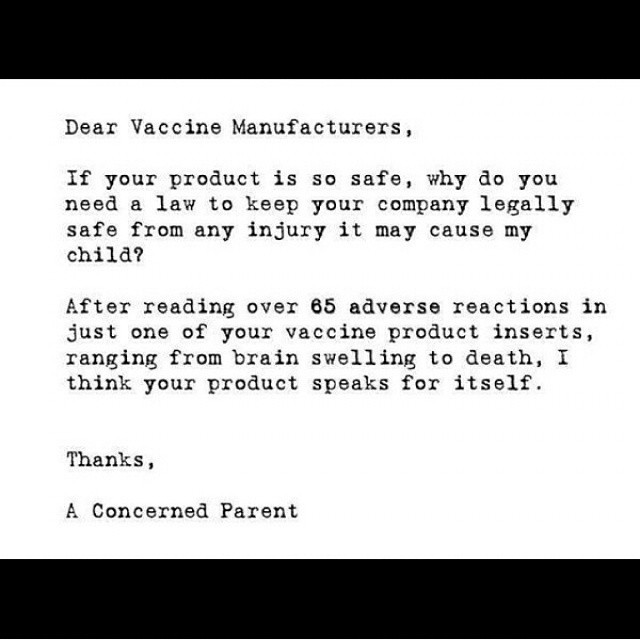 Dear Vaccine Manufacturers,
If your product is so safe, why do you
need a law to keep your company legally
safe from any injury it may cause my
child?
After reading over 65 adverse reactions in
just one of your vaccine product inserts,
ranging from brain swelling to death, I
think your product speaks for itself.
Thanks,
A Concerned Parent